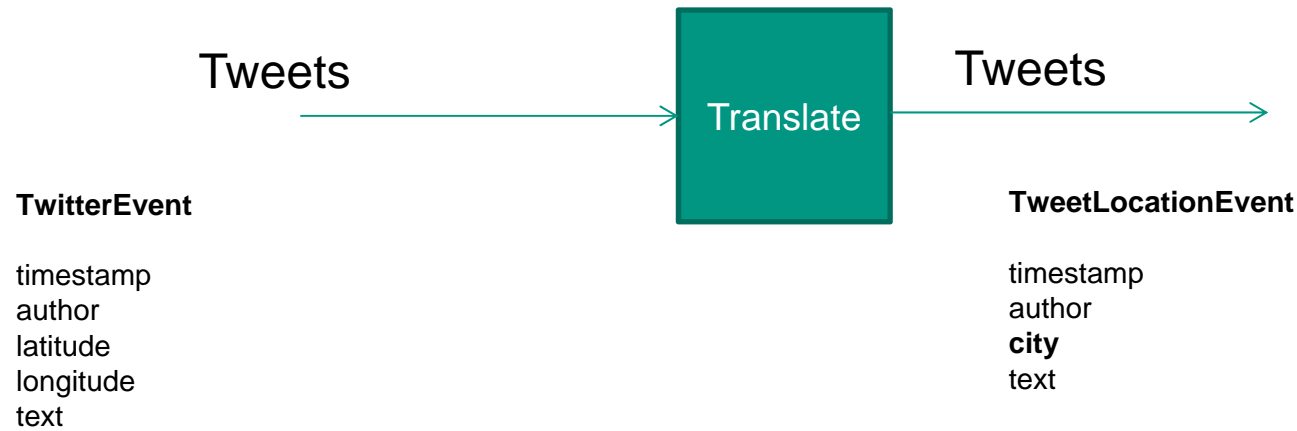 Tweets
Translate
Tweets
TwitterEvent
timestamp
author
latitude
longitude
text
TweetLocationEvent
timestamp
author
city
text